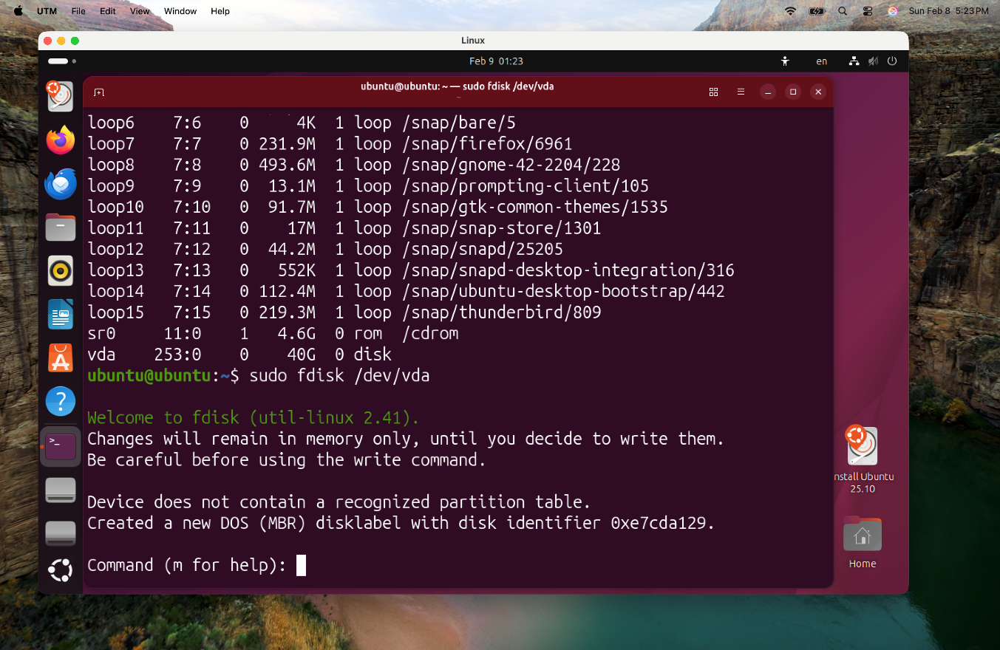 UTM File Edit View Window Help Sun Feb 8 5:23PM
Linux
Feb 9 01:23 en
ubuntu@ubuntu: ~ — sudo fdisk /dev/vda
~
loop6 7:6 0 4K 1 loop /snap/bare/5
loop7 7:7 0 231.9M 1 loop /snap/firefox/6961
loop8 7:8 0 493.6M 1 loop /snap/gnome-42-2204/228
loop9 7:9 0 13.1M 1 loop /snap/prompting-client/105
loop10 7:10 0 91.7M 1 loop /snap/gtk-common-themes/1535
loop11 7:11 0 17M 1 loop /snap/snap-store/1301
loop12 7:12 0 44.2M 1 loop /snap/snapd/25205
loop13 7:13 0 552K 1 loop /snap/snapd-desktop-integration/316
loop14 7:14 0 112.4M 1 loop /snap/ubuntu-desktop-bootstrap/442
loop15 7:15 0 219.3M 1 loop /snap/thunderbird/809
sr0 11:0 1 4.6G 0 rom /cdrom
vda 253:0 0 40G 0 disk
ubuntu@ubuntu:~$ sudo fdisk /dev/vda
Welcome to fdisk (util-linux 2.41).
Changes will remain in memory only, until you decide to write them.
Be careful before using the write command.
Device does not contain a recognized partition table.
Created a new DOS (MBR) disklabel with disk identifier 0xe7cda129.
Command (m for help):
nstall Ubuntu
25.10
Home